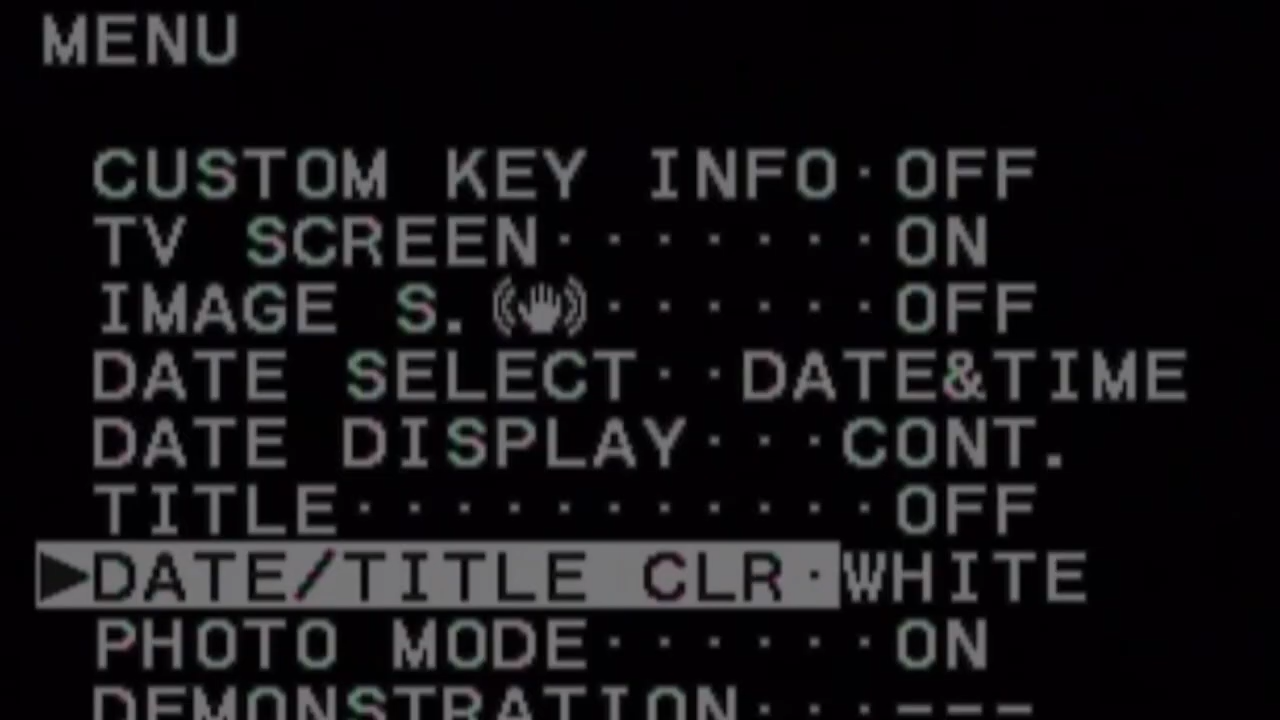 MENU
CUSTOM KEY INFO·OFF
TV SCREEN·······ON
IMAGE S.······OFF
DATE SELECT··DATE&TIME
DATE DISPLAY···CONT.
TITLE···········OFF
►DATE/TITLE CLR·WHITE
PHOTO MODE······ON
DEMONSTRATION···---